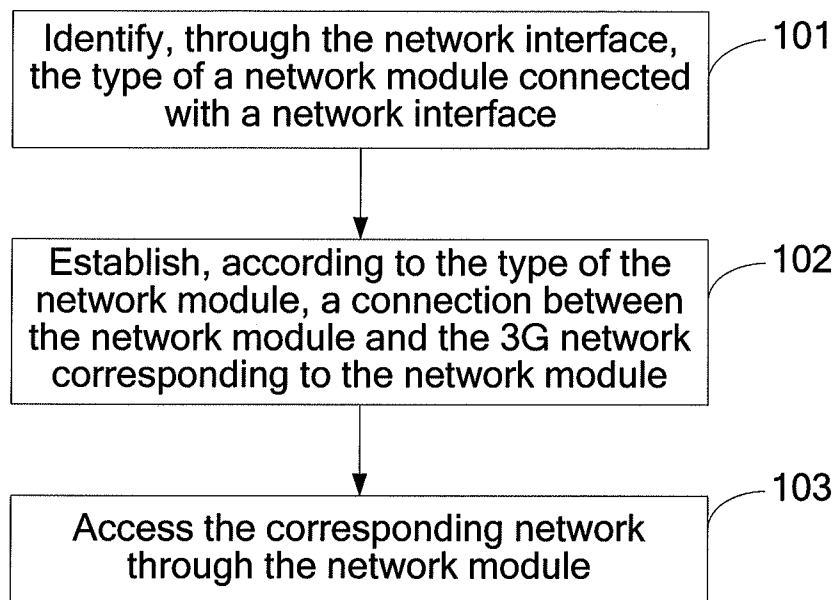 Identify, through the network interface,
the type of a network module connected
with a network interface
101
Establish, according to the type of the
network module, a connection between
the network module and the 3G network
corresponding to the network module
102
Access the corresponding network
through the network module
103